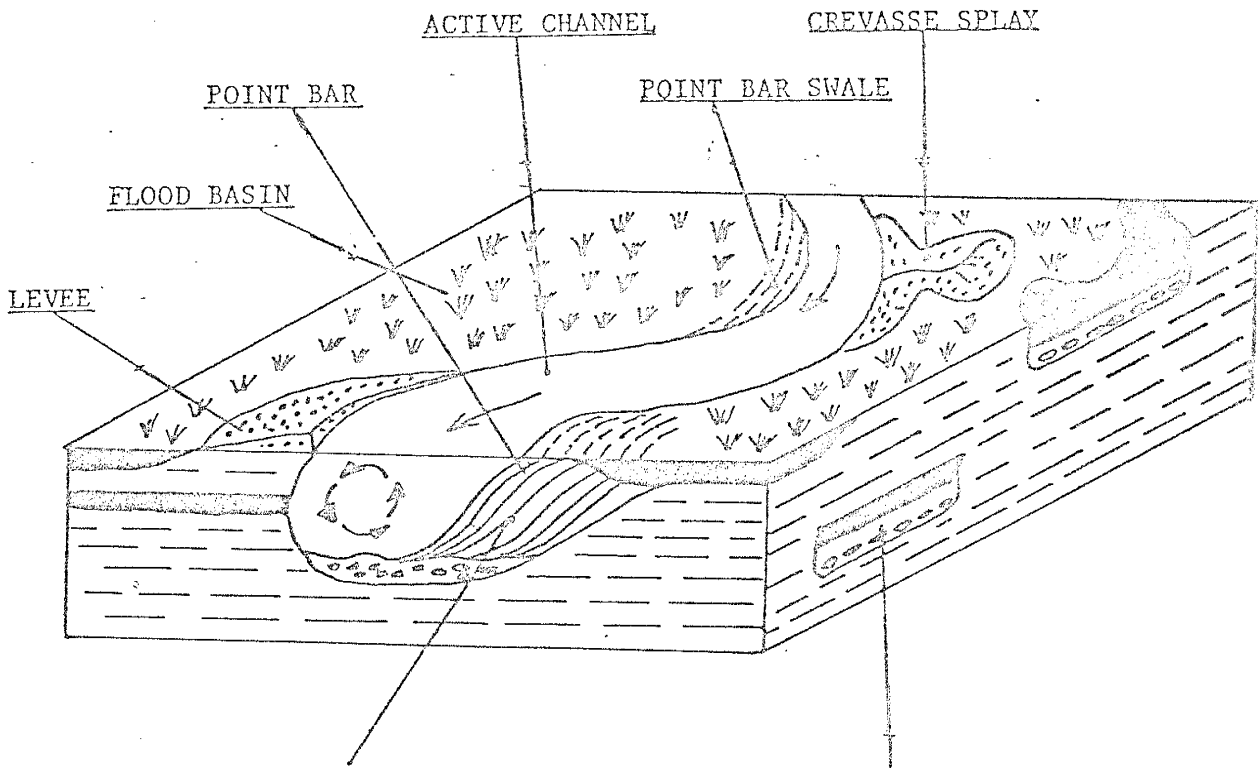 ACTIVE CHANNEL
CREVASSE SPLAY
POINT BAR
POINT BAR SWALE
FLOOD BASIN
LEVEE